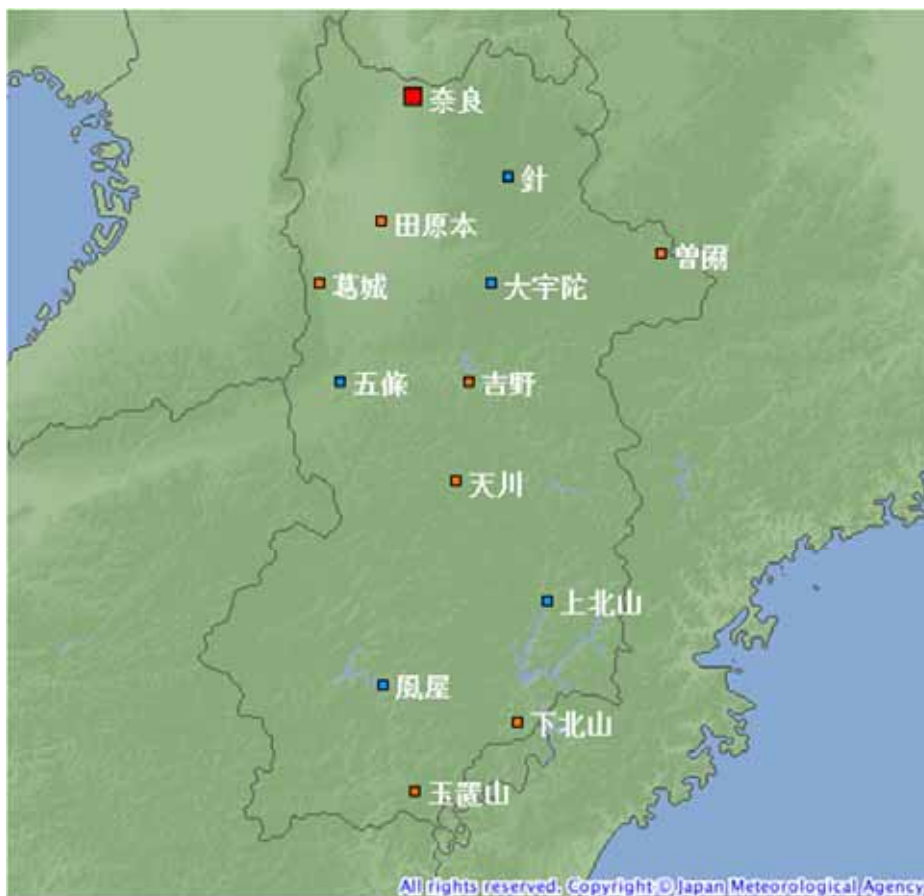 奈良
針
田原本
曽爾
葛城
大宇陀
五條
吉野
天川
上北山
風屋
下北山
玉置山
All rights reserved. Copyright © Japan Meteorological Agency